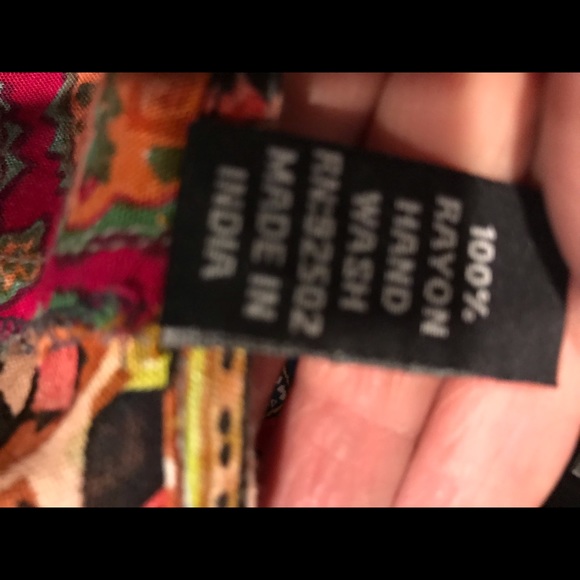 100%
RAYON
HAND
WASH
RN:92502
MADE IN
INDIA